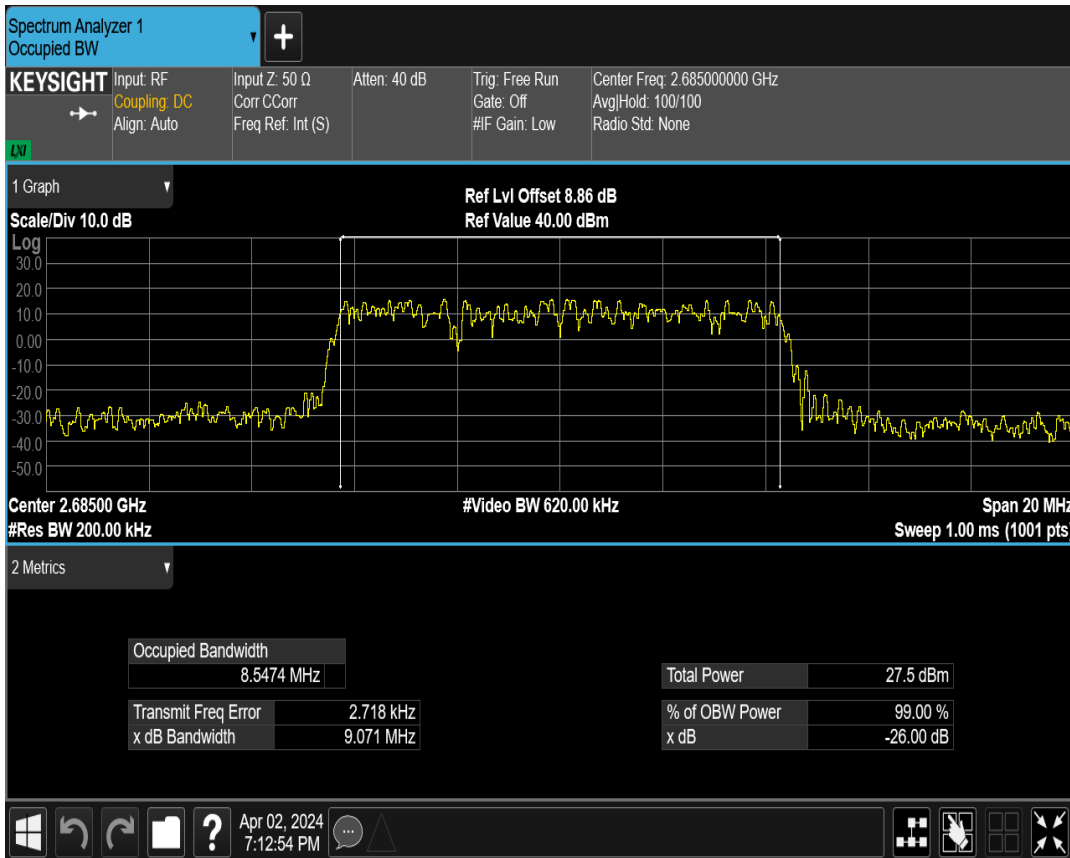 Spectrum Analyzer 1
Occupied BW
+
KEYSIGHT
LXI
Input: RF
Coupling: DC
Align: Auto
Input Z: 50 Ω
Corr CCorr
Freq Ref: Int (S)
Atten: 40 dB
Trig: Free Run
Gate: Off
#IF Gain: Low
Center Freq: 2.685000000 GHz
Avg|Hold: 100/100
Radio Std: None
1 Graph
Scale/Div 10.0 dB
Ref Lvl Offset 8.86 dB
Ref Value 40.00 dBm
Log
30.0
20.0
10.0
0.00
-10.0
-20.0
-30.0
-40.0
-50.0
Center 2.68500 GHz
#Video BW 620.00 kHz
Span 20 MHz
#Res BW 200.00 kHz
Sweep 1.00 ms (1001 pts)
2 Metrics
Occupied Bandwidth
8.5474 MHz
Total Power 27.5 dBm
Transmit Freq Error 2.718 kHz
% of OBW Power 99.00 %
x dB Bandwidth 9.071 MHz
x dB -26.00 dB
?
Apr 02, 2024
7:12:54 PM